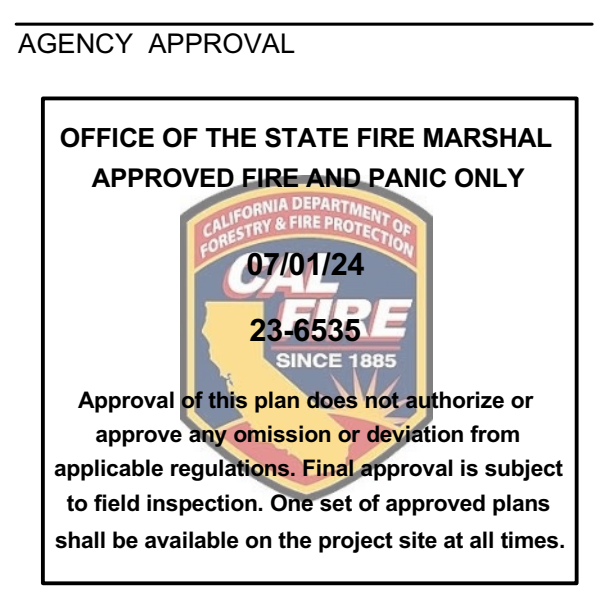 AGENCY APPROVAL
OFFICE OF THE STATE FIRE MARSHAL
APPROVED FIRE AND PANIC ONLY
CALIFORNIA DEPARTMENT OF
FORESTRY & FIRE PROTECTION
07/01/24
CAL
FIRE
23-6535
SINCE 1885
Approval of this plan does not authorize or
approve any omission or deviation from
applicable regulations. Final approval is subject
to field inspection. One set of approved plans
shall be available on the project site at all times.